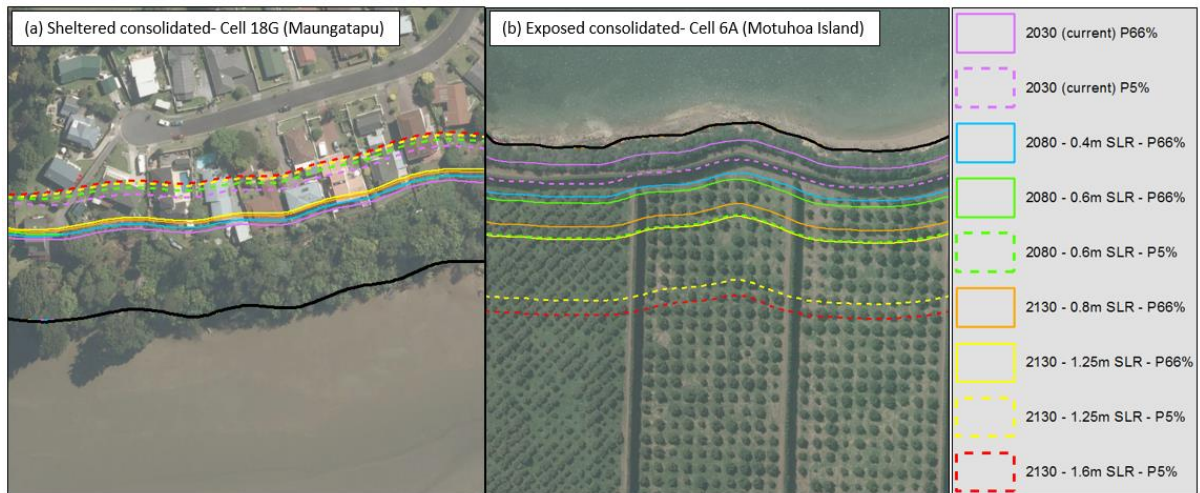 (a) Sheltered consolidated- Cell 18G (Maungatapu)
(b) Exposed consolidated- Cell 6A (Motuhoa Island)
2030 (current) P66%
2030 (current) P5%
2080 - 0.4m SLR - P66%
2080 - 0.6m SLR - P66%
2080 - 0.6m SLR - P5%
2130 - 0.8m SLR - P66%
2130 - 1.25m SLR - P66%
2130 - 1.25m SLR - P5%
2130 - 1.6m SLR - P5%